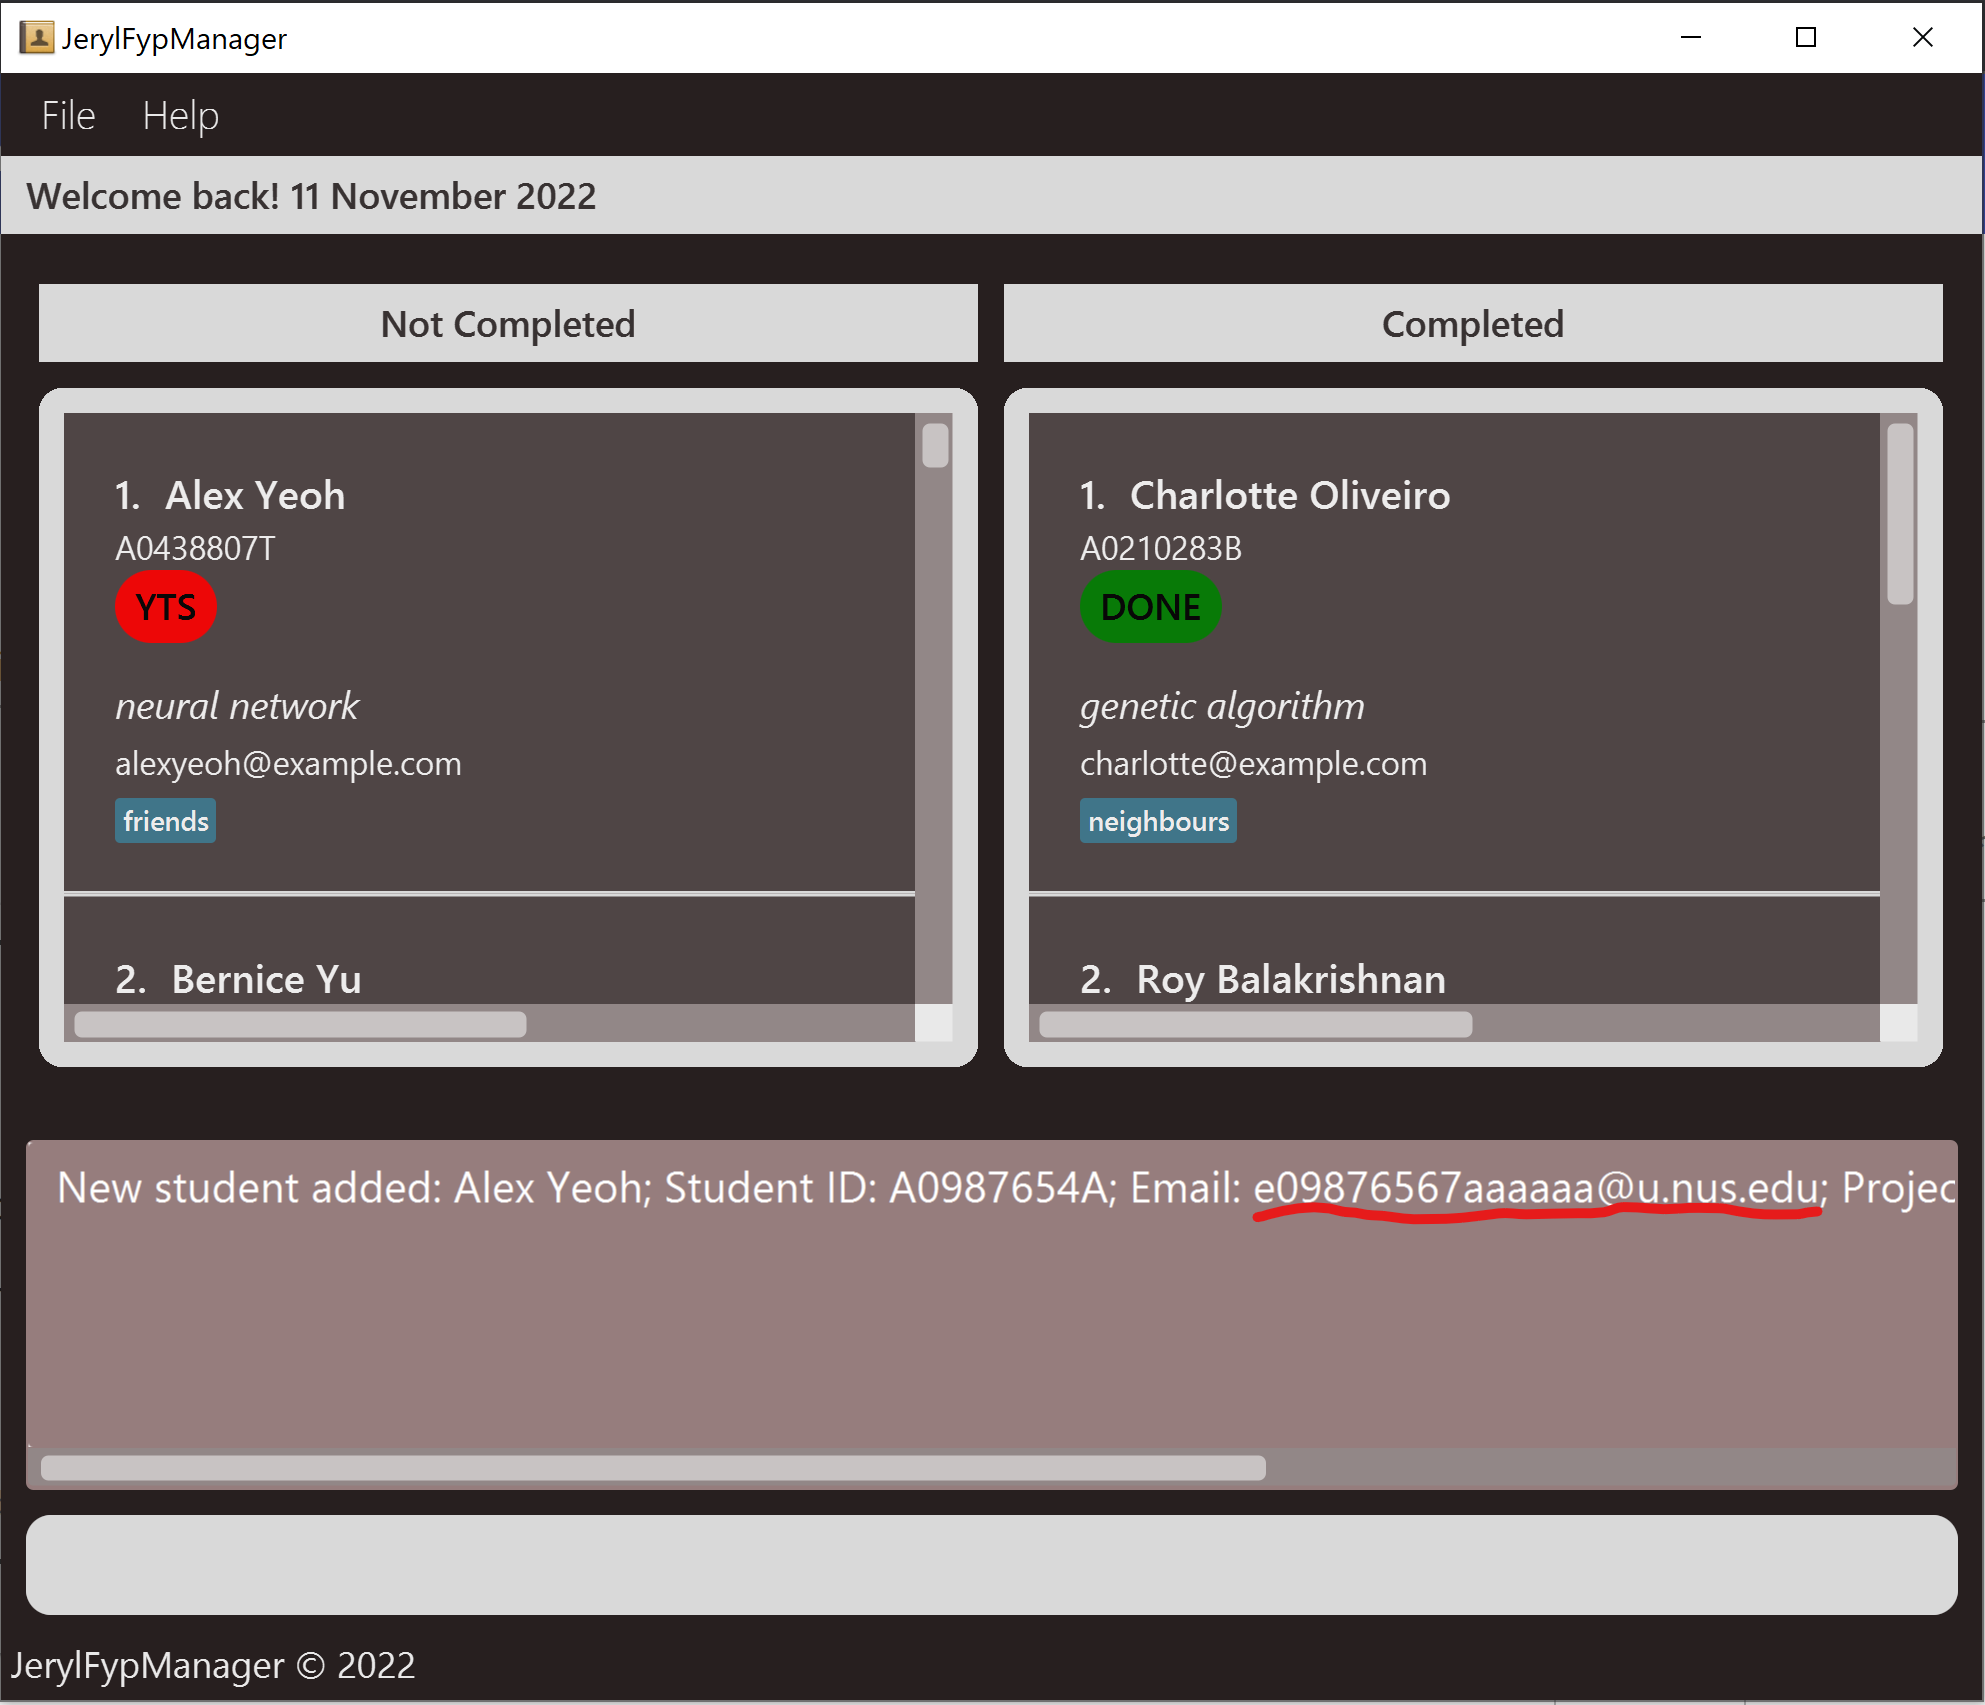 JerylFypManager
File Help
Welcome back! 11 November 2022
Not Completed
1. Alex Yeoh
A0438807T
YTS
neural network
alexyeoh@example.com
friends
2. Bernice Yu
Completed
1. Charlotte Oliveiro
A0210283B
DONE
genetic algorithm
charlotte@example.com
neighbours
2. Roy Balakrishnan
New student added: Alex Yeoh; Student ID: A0987654A; Email: e09876567aaaaaa@u.nus.edu; Projec
JerylFypManager © 2022